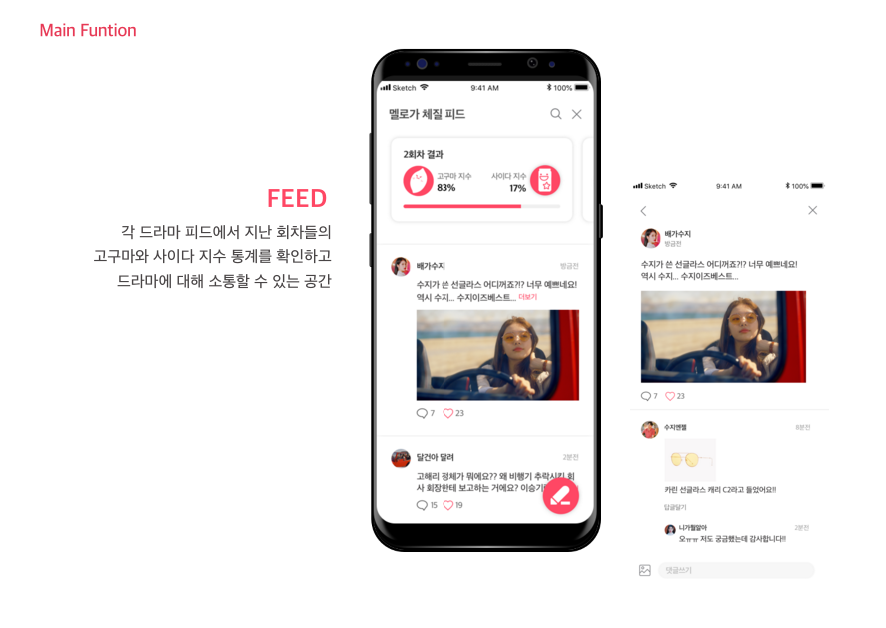 Main Funtion
FEED
각 드라마 피드에서 지난 회차들의
고구마와 사이다 지수 통계를 확인하고
드라마에 대해 소통할 수 있는 공간
Sketch 9:41 AM 100%
멜로가 체질 피드
2회차 결과
고구마 지수 사이다 지수
83% 17%
배가수지 방금전
수지가 쓴 선글라스 어디꺼죠?!? 너무 예쁘네요!
역시 수지... 수지이즈베스트... 더보기
7 23
달건아 달려 2분전
고해리 정체가 뭐에요?? 왜 비행기 추락시킨 회
사 회장한테 보고하는 거에요? 이승기
15 19
Sketch 9:41 AM 100%
배가수지
방금전
수지가 쓴 선글라스 어디꺼죠?!? 너무 예쁘네요!
역시 수지... 수지이즈베스트...
7 23
수지엔젤 8분전
카린 선글라스 캐리 C2라고 들었어요!!
답글달기
니가뭘알아 2분전
오ㅠㅠ 저도 궁금했는데 감사합니다!!
댓글쓰기